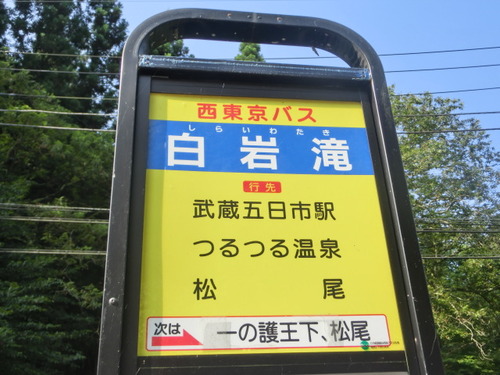 西東京バス
しらいわたき
白岩滝
行先
武蔵五日市駅
つるつる温泉
松尾
次は
一の護王下、松尾